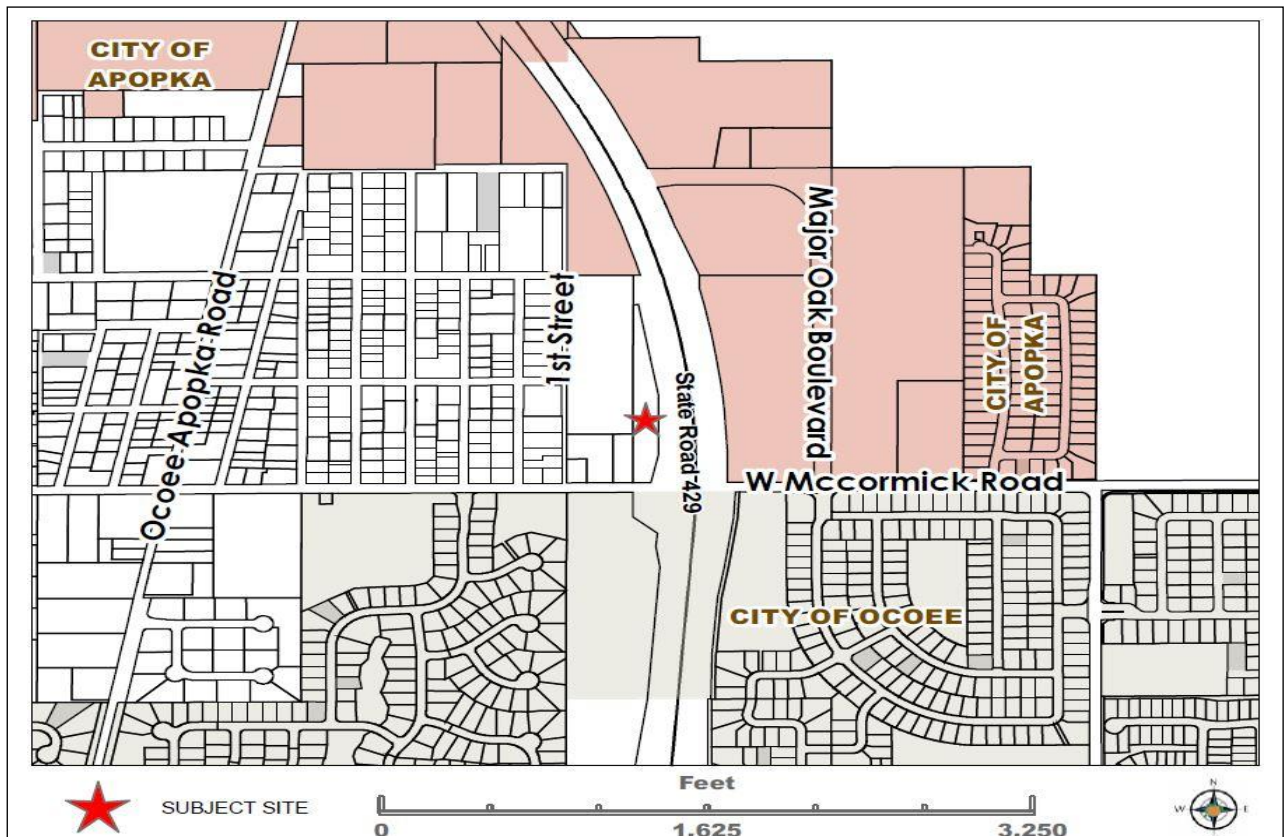 CITY OF
APOPKA
Major Oak Boulevard
Ocoee Apopka Road
1st Street
CITY OF
APOPKA
State Road 429
W Mccormick Road
CITY OF OCOEE
SUBJECT SITE
Feet
0
1,625
3,250
N
W
E
S